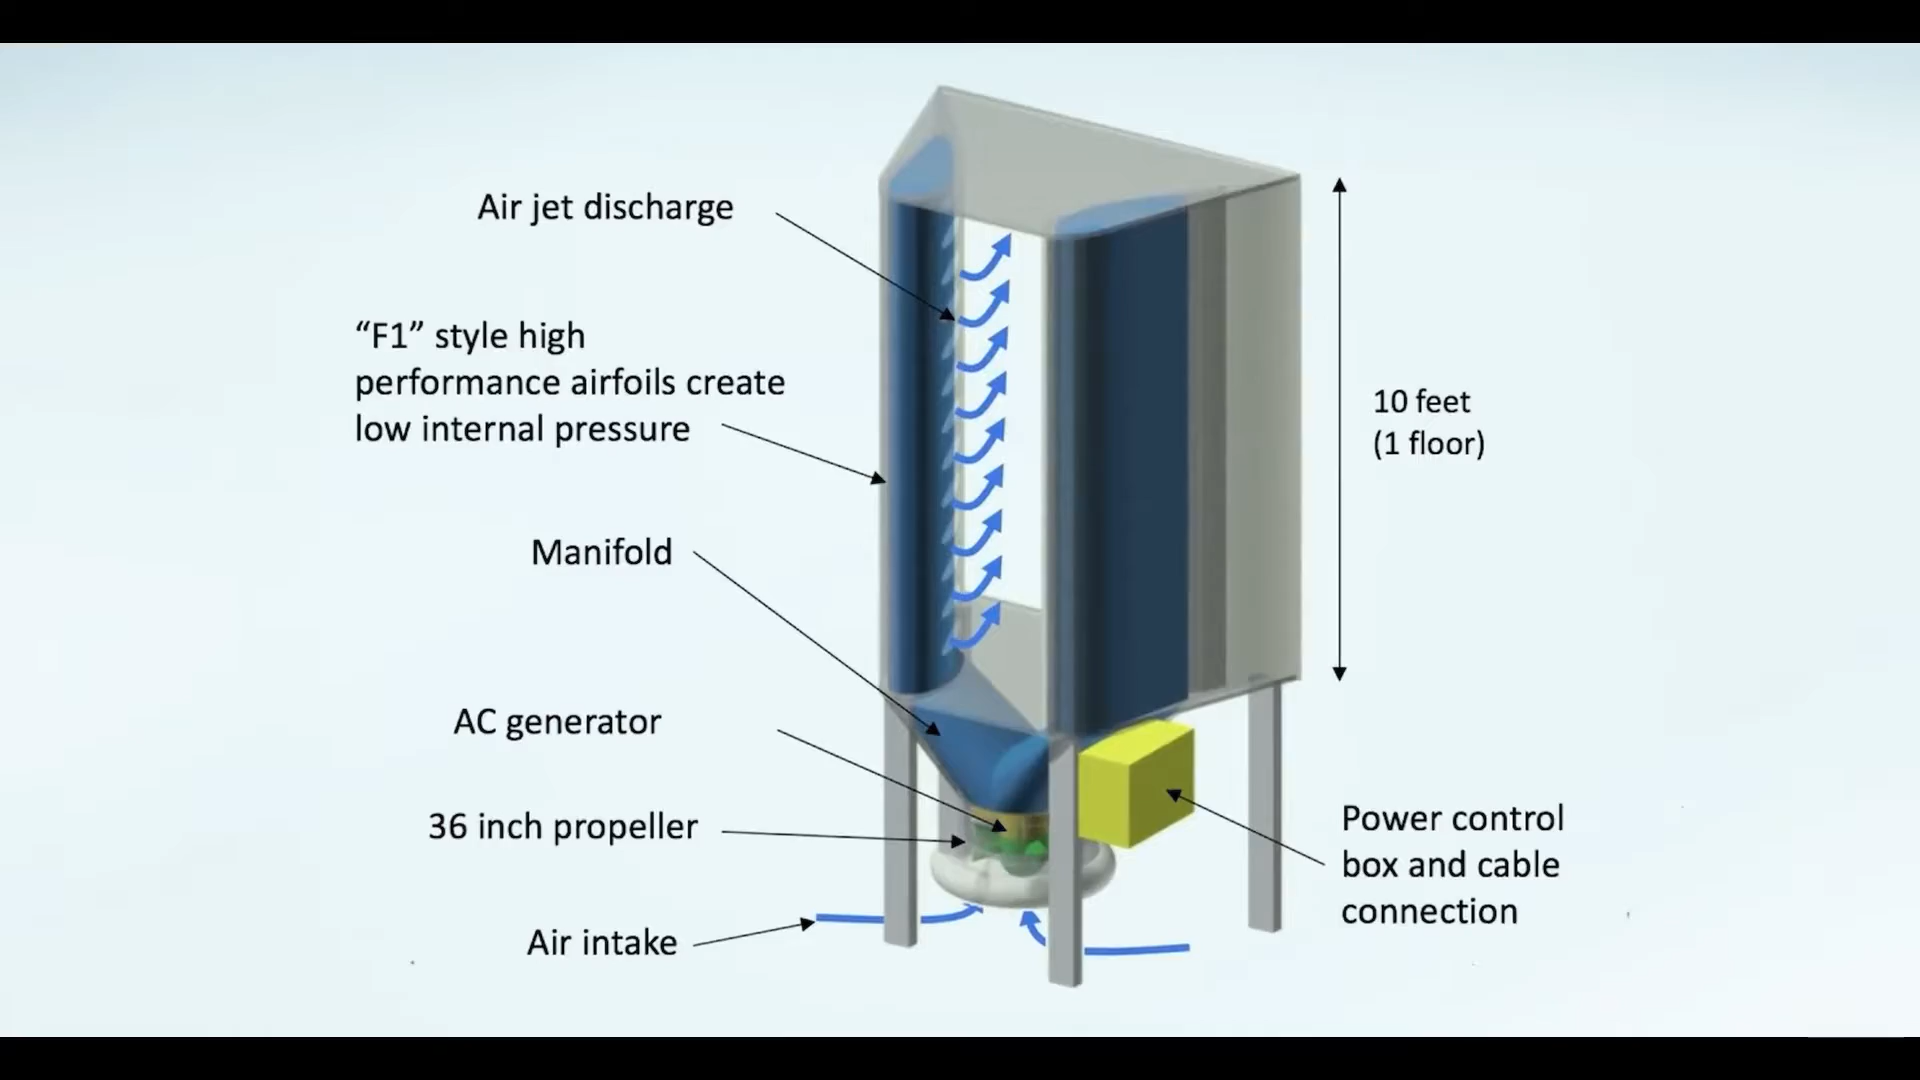 Air jet discharge
“F1” style high
performance airfoils create
low internal pressure
10 feet
(1 floor)
Manifold
AC generator
36 inch propeller
Power control
box and cable
connection
Air intake